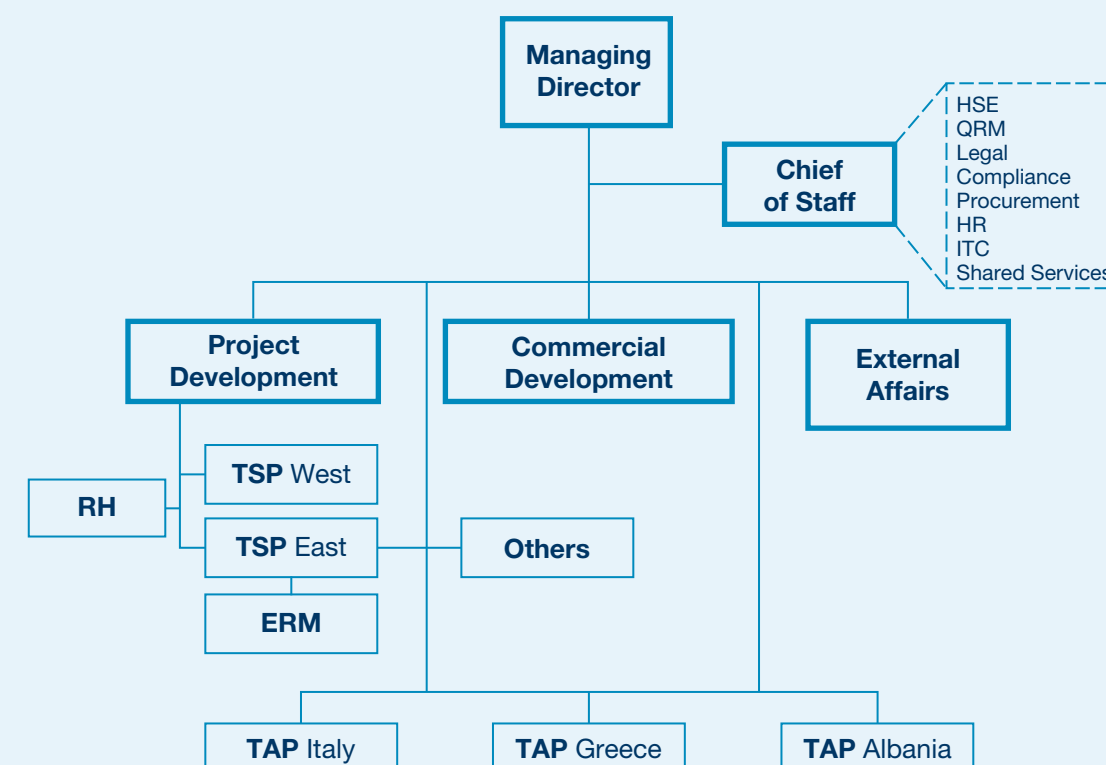 Managing
Director
Chief
of Staff
HSE
QRM
Legal
Compliance
Procurement
HR
ITC
Shared Services
Project
Development
Commercial
Development
External
Affairs
TSP West
RH
TSP East
Others
ERM
TAP Italy
TAP Greece
TAP Albania